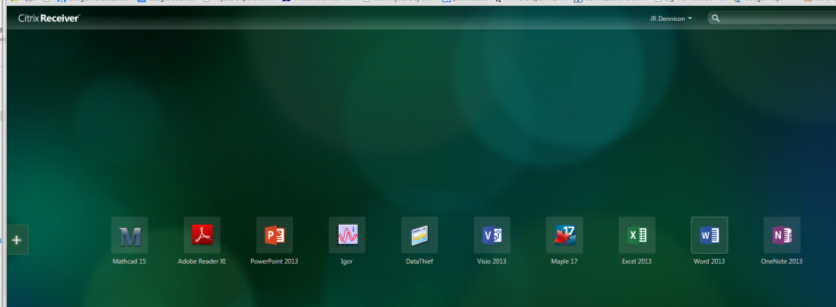 Citrix Receiver
JR Dennison
Mathcad 15
Adobe Reader XI
PowerPoint 2013
Igor
DataThief
Visio 2013
Maple 17
Excel 2013
Word 2013
OneNote 2013